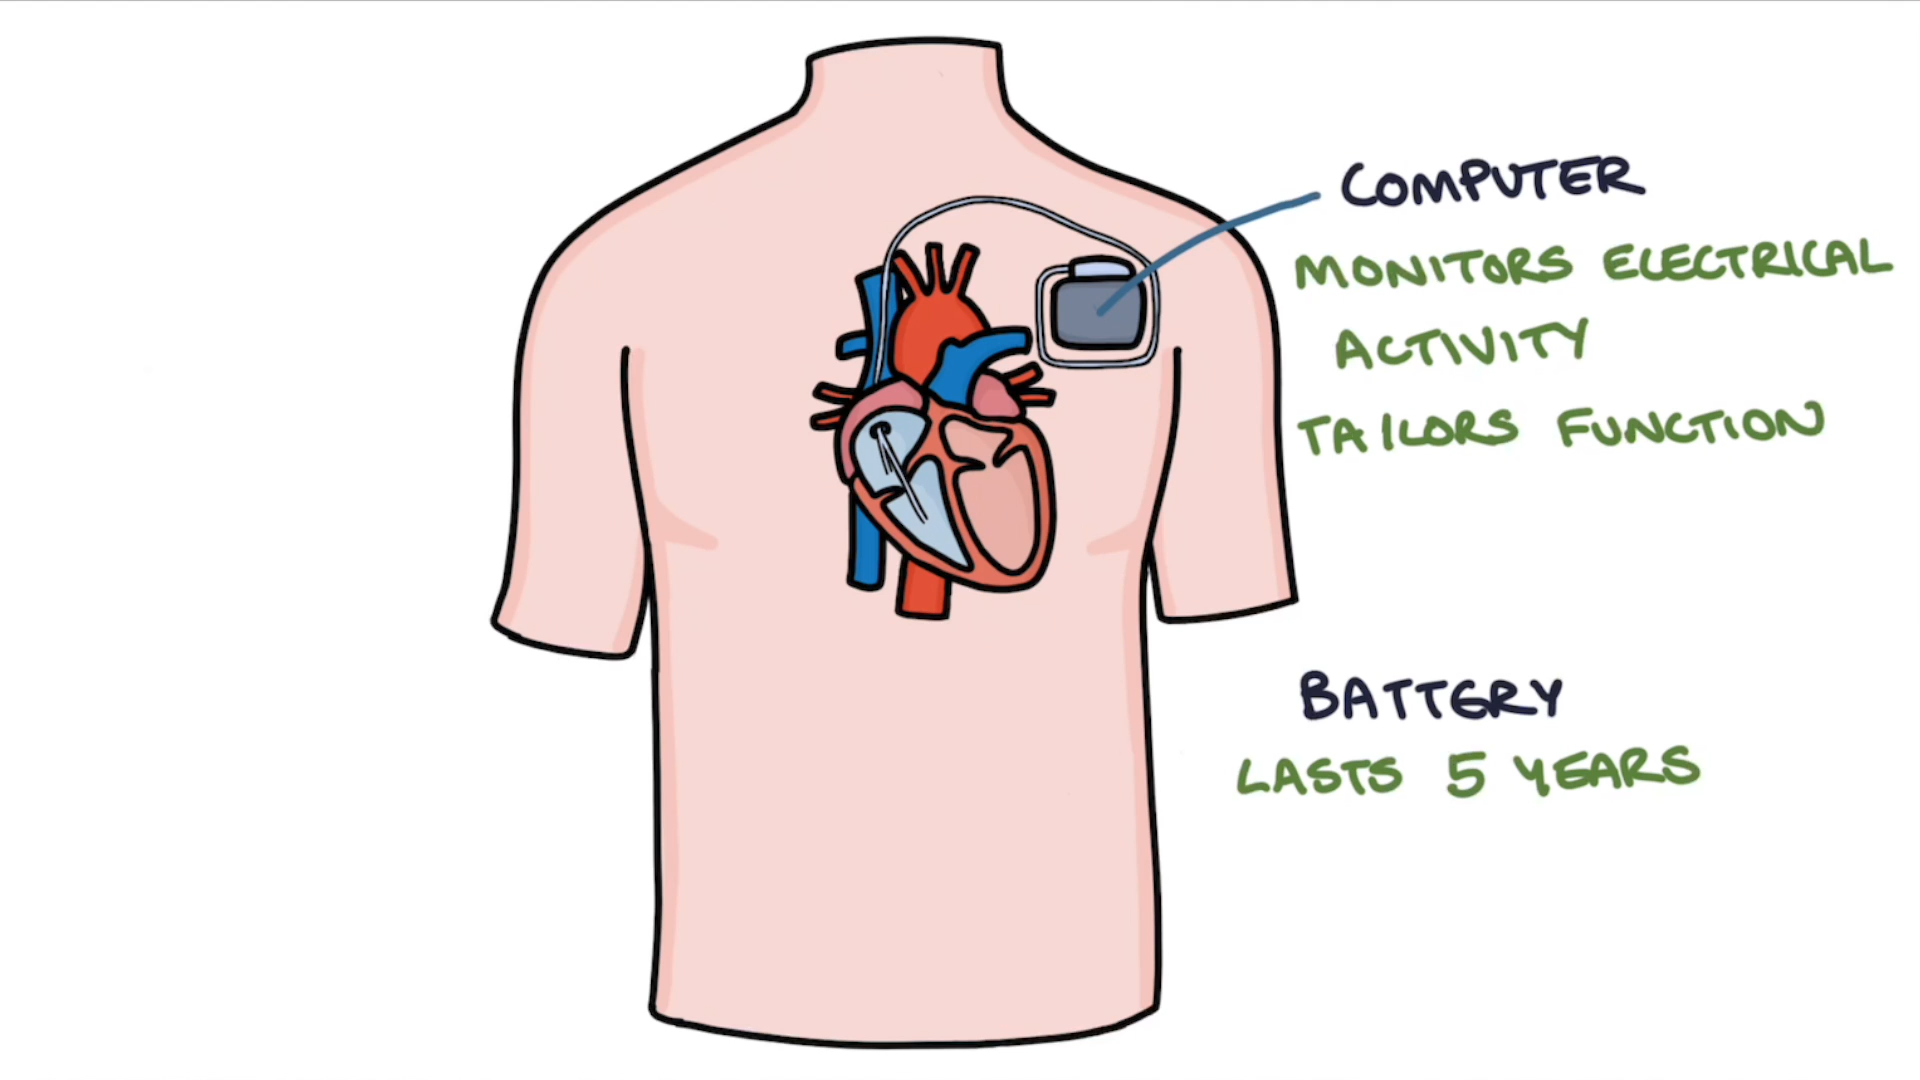 COMPUTER
MONITORS ELECTRICAL
ACTIVITY
TAILORS FUNCTION
BATTERY
LASTS 5 YEARS